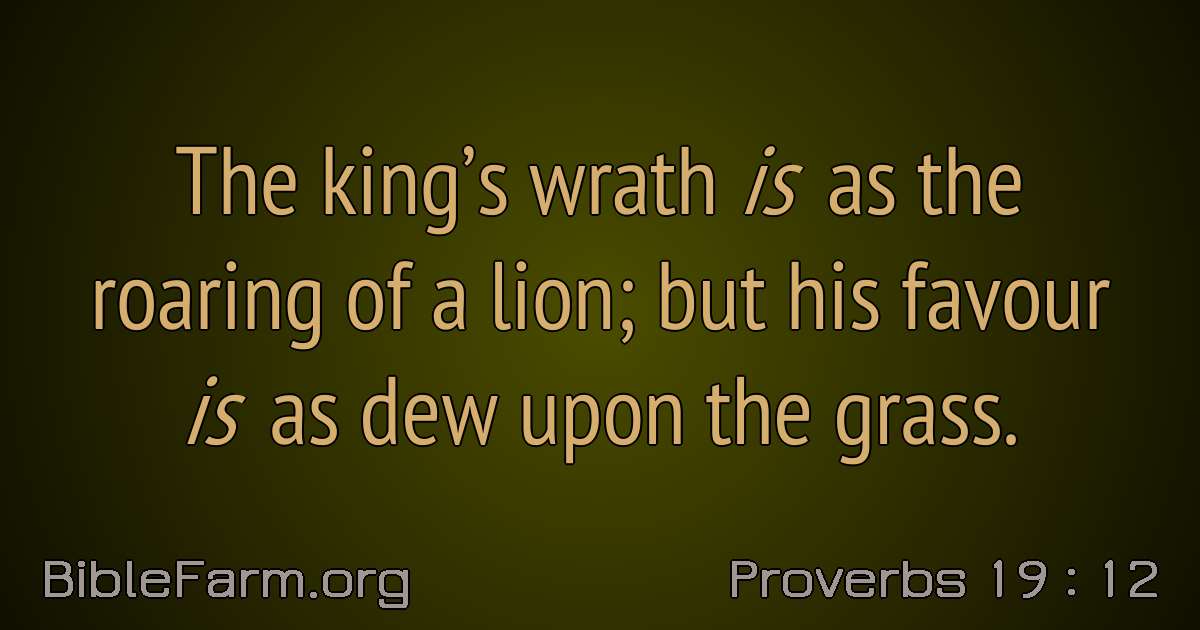 The king’s wrath is as the
roaring of a lion; but his favour
is as dew upon the grass.
BibleFarm.org
Proverbs 19 : 12